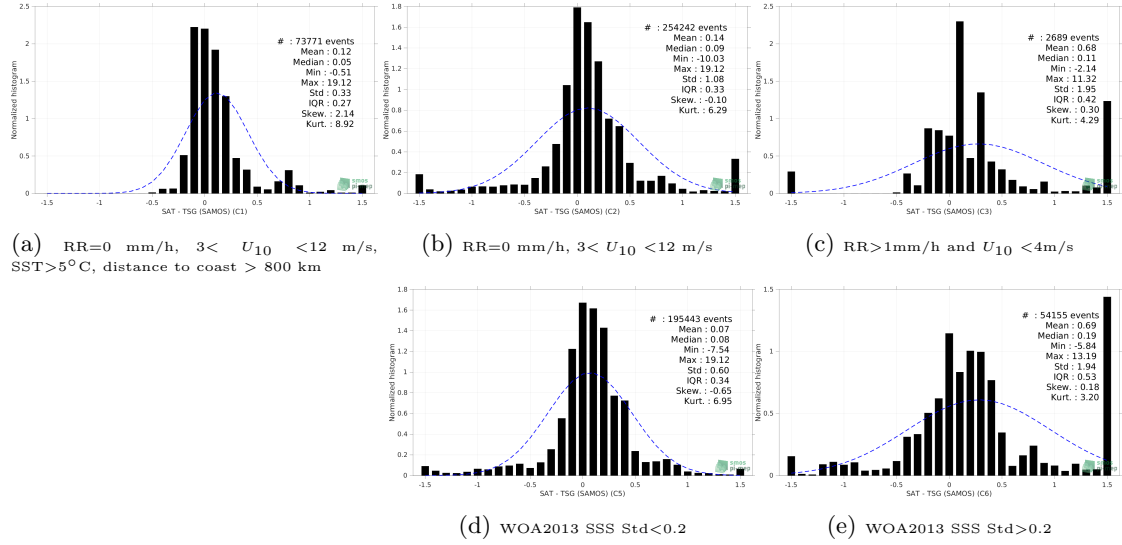 2.5
2
1.5
1
0.5
0
Normalized histogram
# : 73771 events
Mean : 0.12
Median : 0.05
Min : -0.51
Max : 19.12
Std : 0.33
IQR : 0.27
Skew. : 2.14
Kurt. : 8.92
-1.5 -1 -0.5 0 0.5 1 1.5
SAT - TSG (SAMOS) (C1)
(a) RR=0 mm/h, 3< U10 <12 m/s,
SST>5°C, distance to coast > 800 km
1.8
1.6
1.4
1.2
1
0.8
0.6
0.4
0.2
0
Normalized histogram
# : 254242 events
Mean : 0.14
Median : 0.09
Min : -10.03
Max : 19.12
Std : 1.08
IQR : 0.33
Skew. : -0.10
Kurt. : 6.29
-1.5 -1 -0.5 0 0.5 1 1.5
SAT - TSG (SAMOS) (C2)
(b) RR=0 mm/h, 3< U10 <12 m/s
2.5
2
1.5
1
0.5
0
Normalized histogram
# : 2689 events
Mean : 0.68
Median : 0.11
Min : -2.14
Max : 11.32
Std : 1.95
IQR : 0.42
Skew. : 0.30
Kurt. : 4.29
-1.5 -1 -0.5 0 0.5 1 1.5
SAT - TSG (SAMOS) (C3)
(c) RR>1mm/h and U10 <4m/s
1.8
1.6
1.4
1.2
1
0.8
0.6
0.4
0.2
0
Normalized histogram
# : 195443 events
Mean : 0.07
Median : 0.08
Min : -7.54
Max : 19.12
Std : 0.60
IQR : 0.34
Skew. : -0.65
Kurt. : 6.95
-1.5 -1 -0.5 0 0.5 1 1.5
SAT - TSG (SAMOS) (C5)
(d) WOA2013 SSS Std<0.2
1.5
1
0.5
0
Normalized histogram
# : 54155 events
Mean : 0.69
Median : 0.19
Min : -5.84
Max : 13.19
Std : 1.94
IQR : 0.53
Skew. : 0.18
Kurt. : 3.20
-1.5 -1 -0.5 0 0.5 1 1.5
SAT - TSG (SAMOS) (C6)
(e) WOA2013 SSS Std>0.2